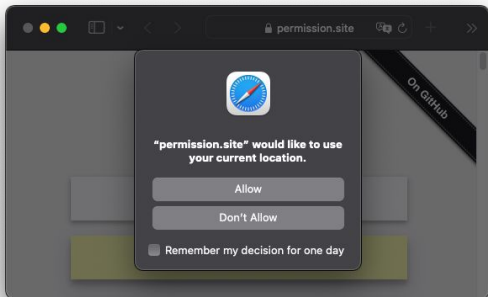 permission.site
On GitHub
“permission.site” would like to use
your current location.
Allow
Don't Allow
Remember my decision for one day